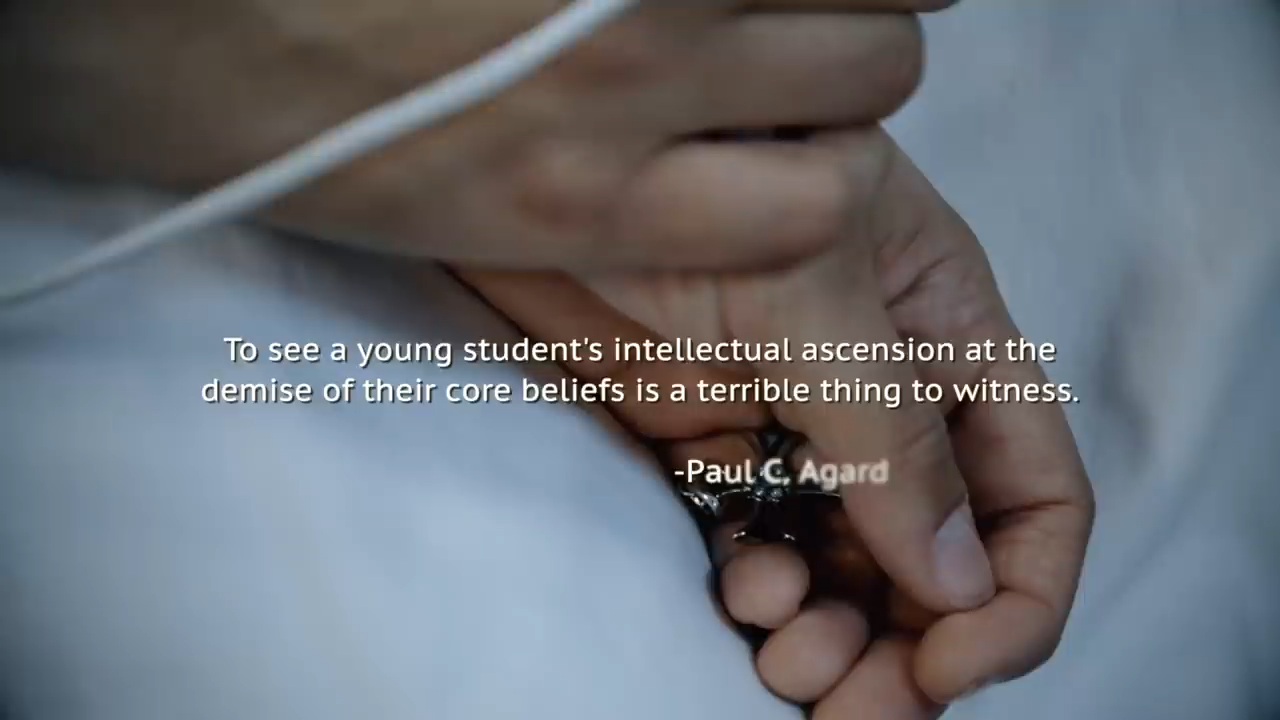 To see a young student's intellectual ascension at the
demise of their core beliefs is a terrible thing to witness.
-Paul C. Agard